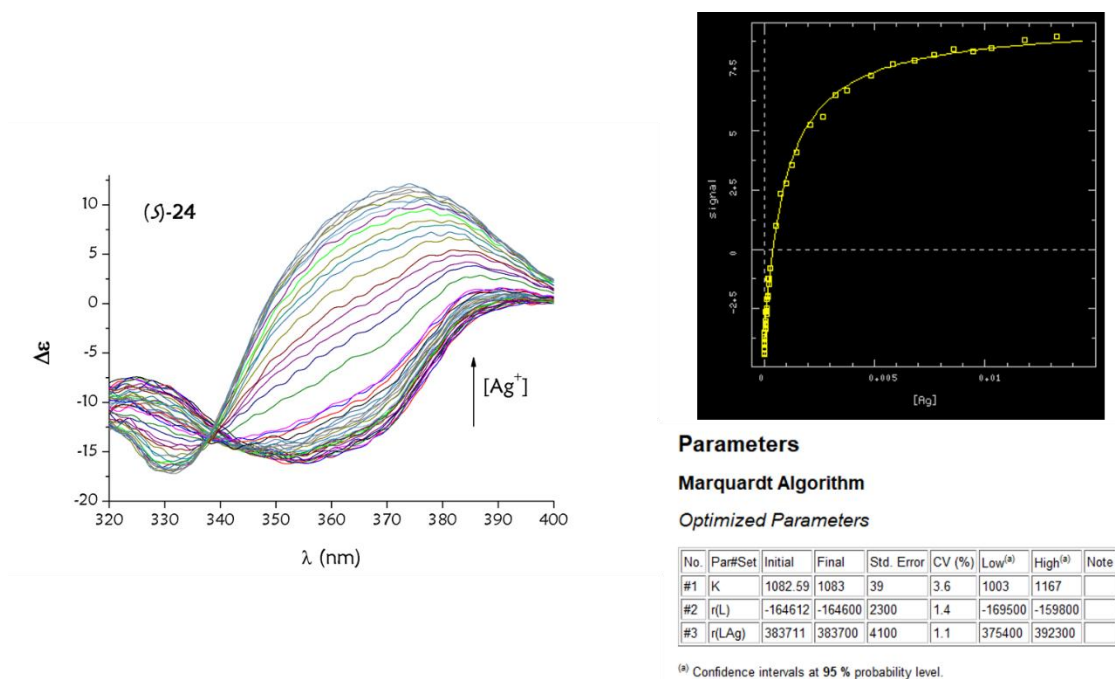 (S)-24
10
5
0
-5
-10
-15
-20
Δε
[Ag⁺]
320 330 340 350 360 370 380 390 400
λ (nm)
7.5
5
2.5
0
-2.5
signal
0 0.005 0.01
[Ag]
Parameters
Marquardt Algorithm
Optimized Parameters
No. Par#Set Initial Final Std. Error CV (%) Low(a) High(a) Note
#1 K 1082.59 1083 39 3.6 1003 1167
#2 r(L) -164612 -164600 2300 1.4 -169500 -159800
#3 r(LAg) 383711 383700 4100 1.1 375400 392300
(a) Confidence intervals at 95 % probability level.